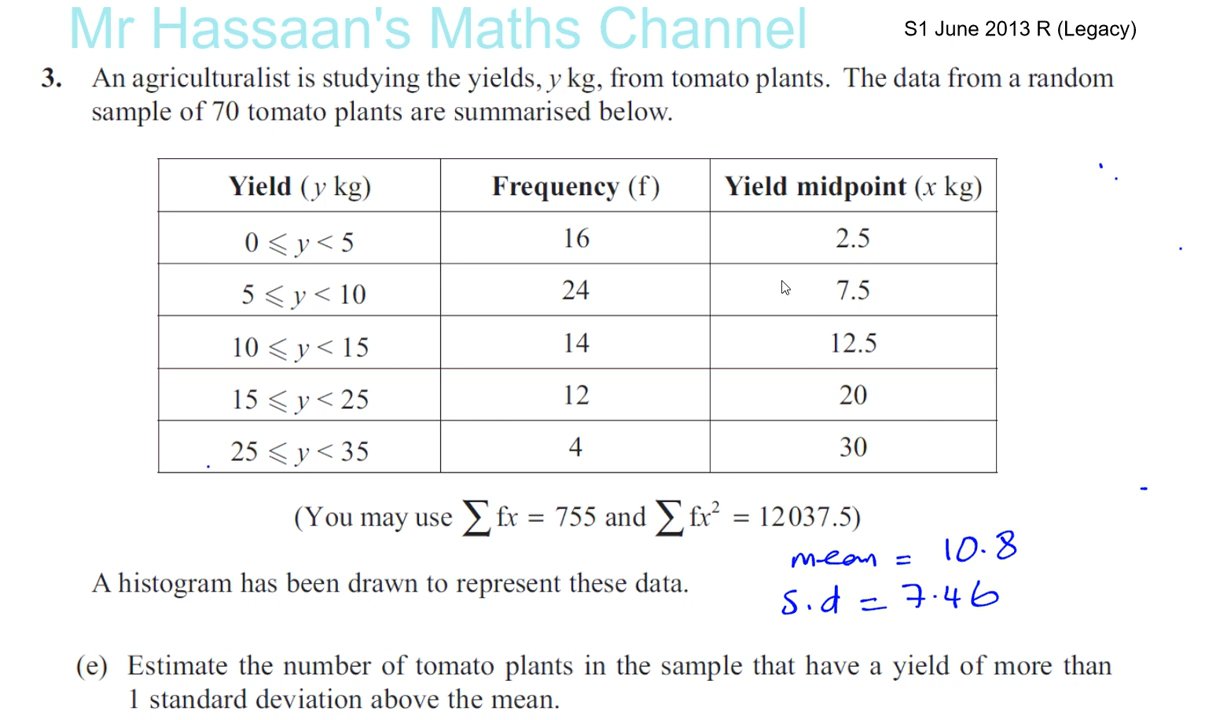 Mr Hassaan's Maths Channel
S1 June 2013 R (Legacy)
3. An agriculturalist is studying the yields, y kg, from tomato plants. The data from a random
sample of 70 tomato plants are summarised below.
Yield (y kg) Frequency (f) Yield midpoint (x kg)
0 ⩽ y < 5 16 2.5
5 ⩽ y < 10 24 7.5
10 ⩽ y < 15 14 12.5
15 ⩽ y < 25 12 20
25 ⩽ y < 35 4 30
(You may use ∑ fx = 755 and ∑ fx² = 12 037.5)
mean = 10.8
A histogram has been drawn to represent these data.
s.d = 7.46
(e) Estimate the number of tomato plants in the sample that have a yield of more than
1 standard deviation above the mean.